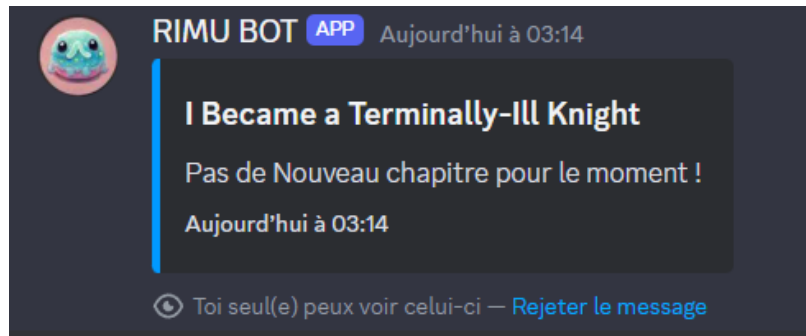 RIMU BOT APP Aujourd'hui à 03:14
I Became a Terminally-Ill Knight
Pas de Nouveau chapitre pour le moment !
Aujourd'hui à 03:14
Toi seul(e) peux voir celui-ci — Rejeter le message